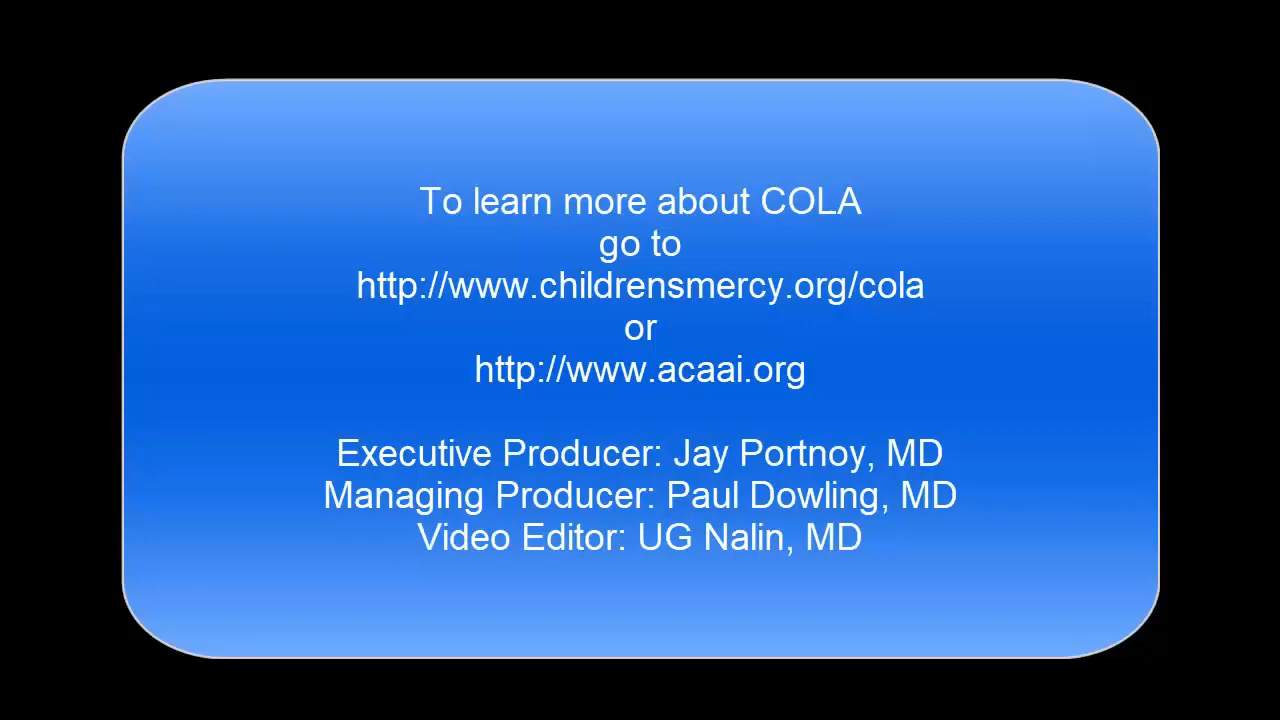 To learn more about COLA
go to
http://www.childrensmercy.org/cola
or
http://www.acaai.org
Executive Producer: Jay Portnoy, MD
Managing Producer: Paul Dowling, MD
Video Editor: UG Nalin, MD